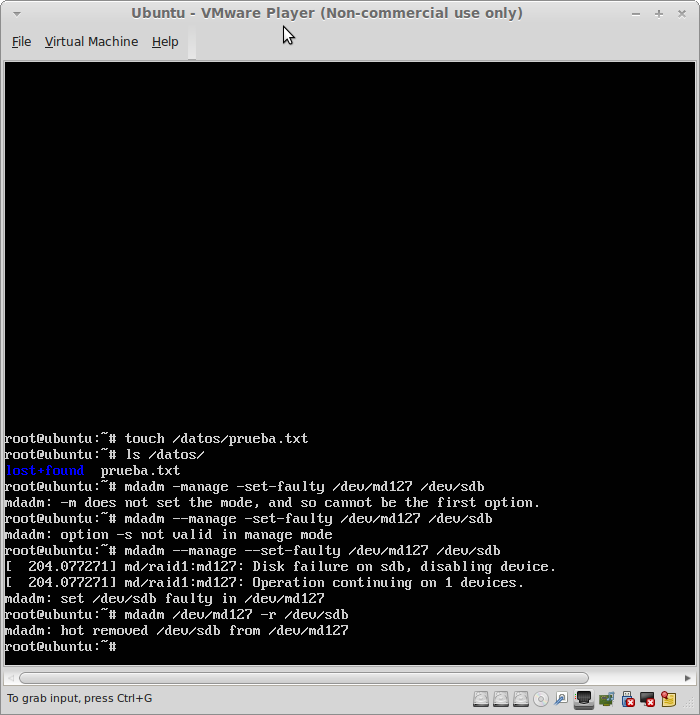 Ubuntu - VMware Player (Non-commercial use only)
File Virtual Machine Help
root@ubuntu:~# touch /datos/prueba.txt
root@ubuntu:~# ls /datos/
lost+found  prueba.txt
root@ubuntu:~# mdadm -manage -set-faulty /dev/md127 /dev/sdb
mdadm: -m does not set the mode, and so cannot be the first option.
root@ubuntu:~# mdadm --manage -set-faulty /dev/md127 /dev/sdb
mdadm: option -s not valid in manage mode
root@ubuntu:~# mdadm --manage --set-faulty /dev/md127 /dev/sdb
[  204.077271] md/raid1:md127: Disk failure on sdb, disabling device.
[  204.077271] md/raid1:md127: Operation continuing on 1 devices.
mdadm: set /dev/sdb faulty in /dev/md127
root@ubuntu:~# mdadm /dev/md127 -r /dev/sdb
mdadm: hot removed /dev/sdb from /dev/md127
root@ubuntu:~#
To grab input, press Ctrl+G